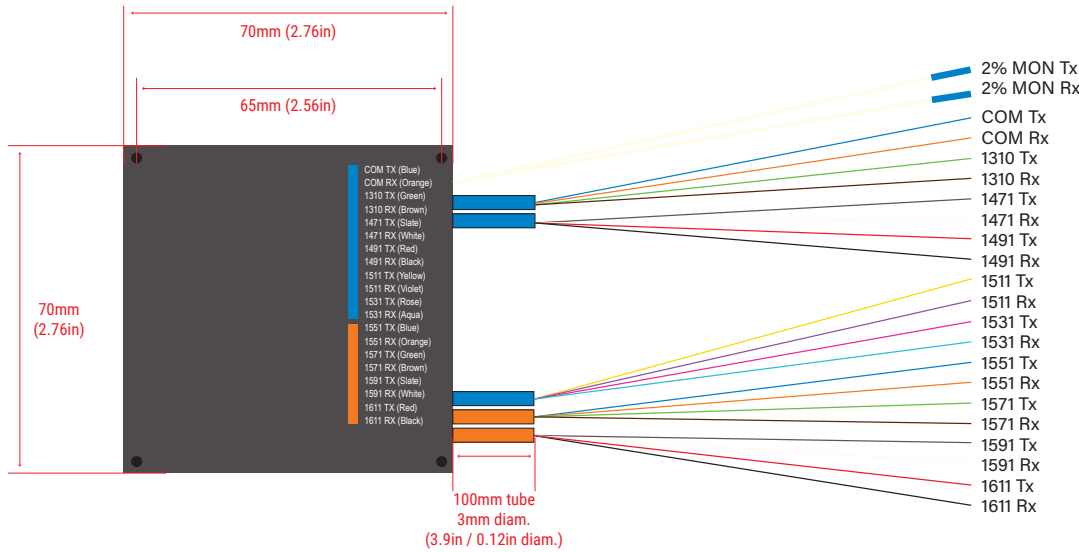 70mm (2.76in)
65mm (2.56in)
70mm
(2.76in)
COM TX (Blue)
COM RX (Orange)
1310 TX (Green)
1310 RX (Brown)
1471 TX (Slate)
1471 RX (White)
1491 TX (Red)
1491 RX (Black)
1511 TX (Yellow)
1511 RX (Violet)
1531 TX (Rose)
1531 RX (Aqua)
1551 TX (Blue)
1551 RX (Orange)
1571 TX (Green)
1571 RX (Brown)
1591 TX (Slate)
1591 RX (White)
1611 TX (Red)
1611 RX (Black)
100mm tube
3mm diam.
(3.9in / 0.12in diam.)
2% MON Tx
2% MON Rx
COM Tx
COM Rx
1310 Tx
1310 Rx
1471 Tx
1471 Rx
1491 Tx
1491 Rx
1511 Tx
1511 Rx
1531 Tx
1531 Rx
1551 Tx
1551 Rx
1571 Tx
1571 Rx
1591 Tx
1591 Rx
1611 Tx
1611 Rx